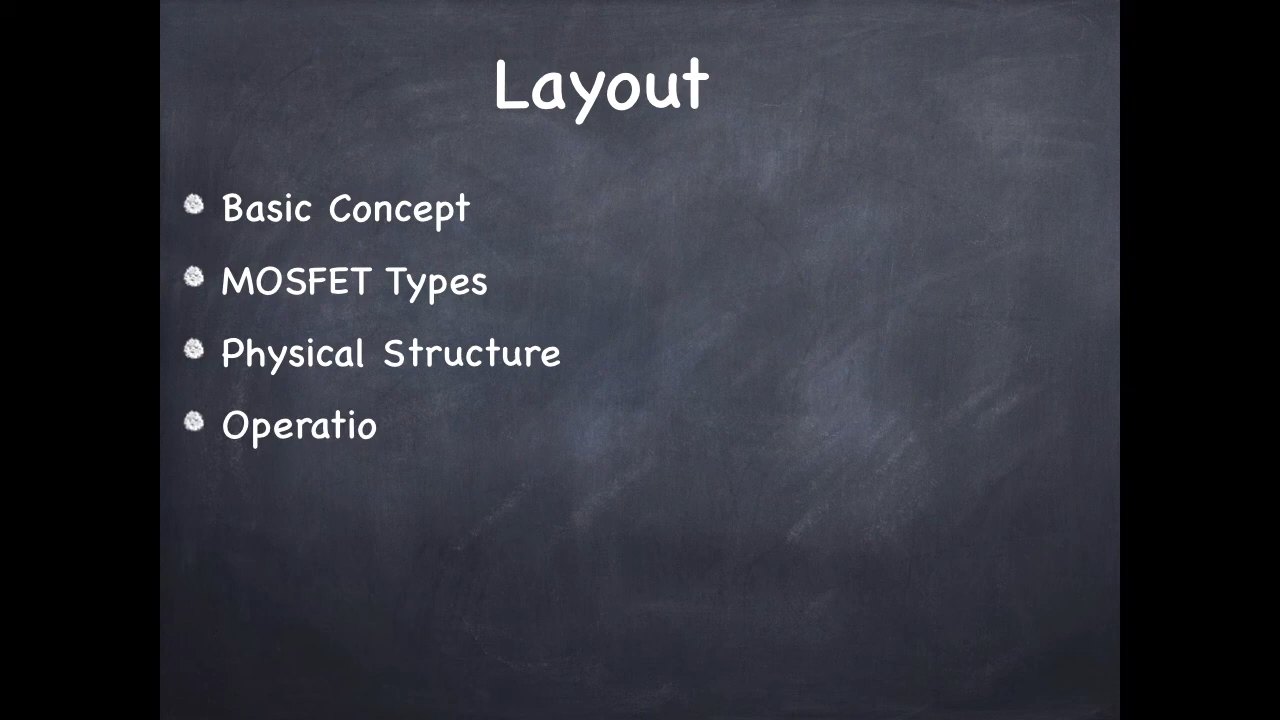 Layout
Basic Concept
MOSFET Types
Physical Structure
Operatio